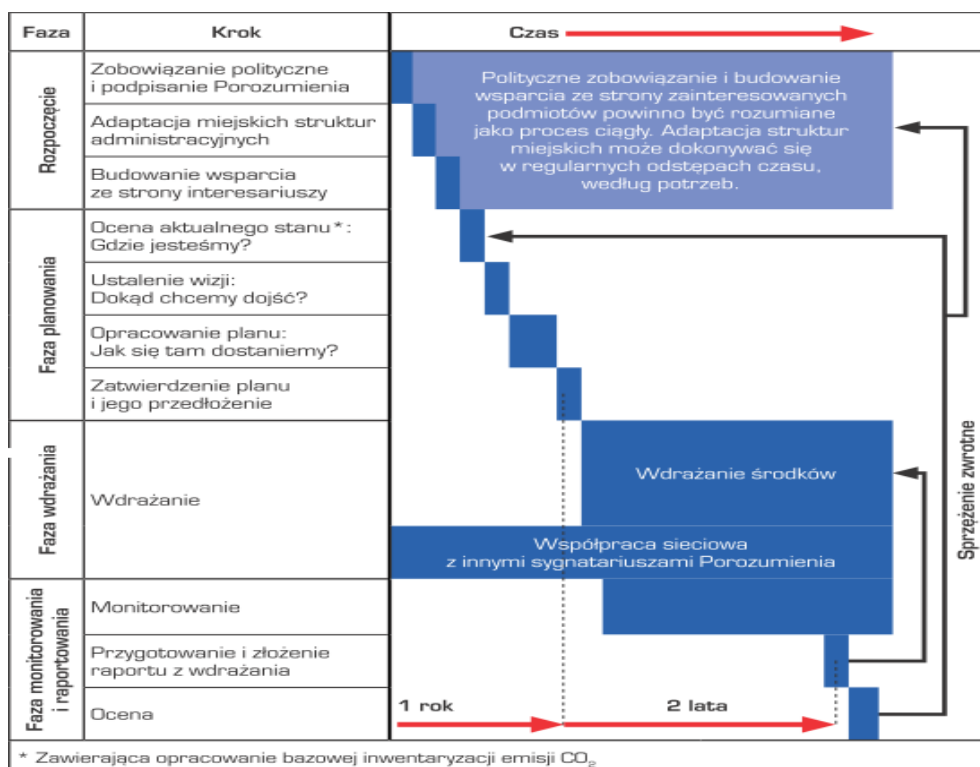 Faza
Krok
Czas
Rozpoczęcie
Zobowiązanie polityczne
i podpisanie Porozumienia
Polityczne zobowiązanie i budowanie
wsparcia ze strony zainteresowanych
podmiotów powinno być rozumiane
jako proces ciągły. Adaptacja struktur
miejskich może dokonywać się
w regularnych odstępach czasu,
według potrzeb.
Adaptacja miejskich struktur
administracyjnych
Budowanie wsparcia
ze strony interesariuszy
Faza planowania
Ocena aktualnego stanu*:
Gdzie jesteśmy?
Ustalenie wizji:
Dokąd chcemy dojść?
Opracowanie planu:
Jak się tam dostaniemy?
Zatwierdzenie planu
i jego przedłożenie
Faza wdrażania
Wdrażanie
Wdrażanie środków
Współpraca sieciowa
z innymi sygnatariuszami Porozumienia
Sprzężenie zwrotne
Faza monitorowania
i raportowania
Monitorowanie
Przygotowanie i złożenie
raportu z wdrażania
Ocena
1 rok
2 lata
* Zawierająca opracowanie bazowej inwentaryzacji emisji CO₂